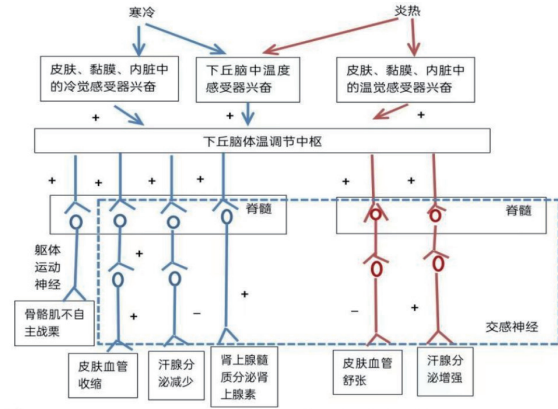 寒冷
炎热
皮肤、黏膜、内脏中
的冷觉感受器兴奋
下丘脑中温度
感受器兴奋
皮肤、黏膜、内脏中
的温觉感受器兴奋
+
+
+
下丘脑体温调节中枢
+
+
+
+
+
+
脊髓
脊髓
躯体
运动
神经
+
+
−
+
−
+
交感神经
骨骼肌不自
主战栗
皮肤血管
收缩
汗腺分
泌减少
肾上腺髓
质分泌肾
上腺素
皮肤血管
舒张
汗腺分
泌增强